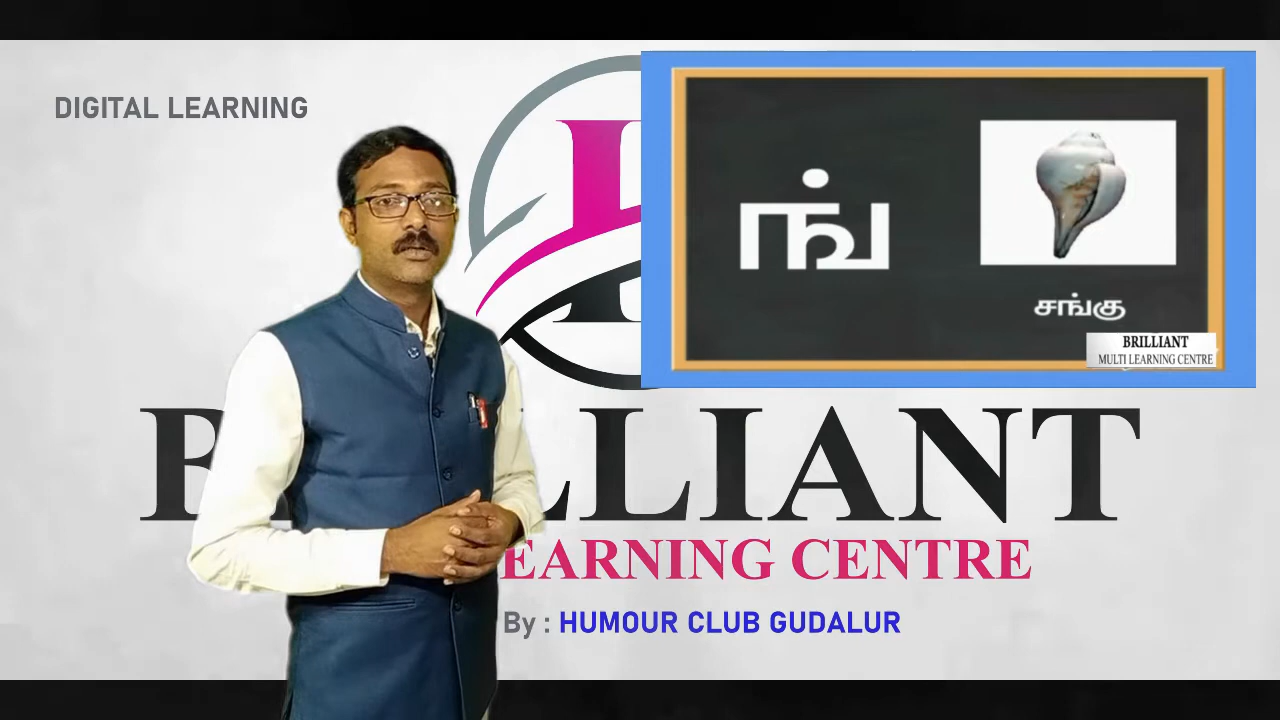 DIGITAL LEARNING
ங்
சங்கு
BRILLIANT
MULTI LEARNING CENTRE
LLIANT
EARNING CENTRE
By : HUMOUR CLUB GUDALUR